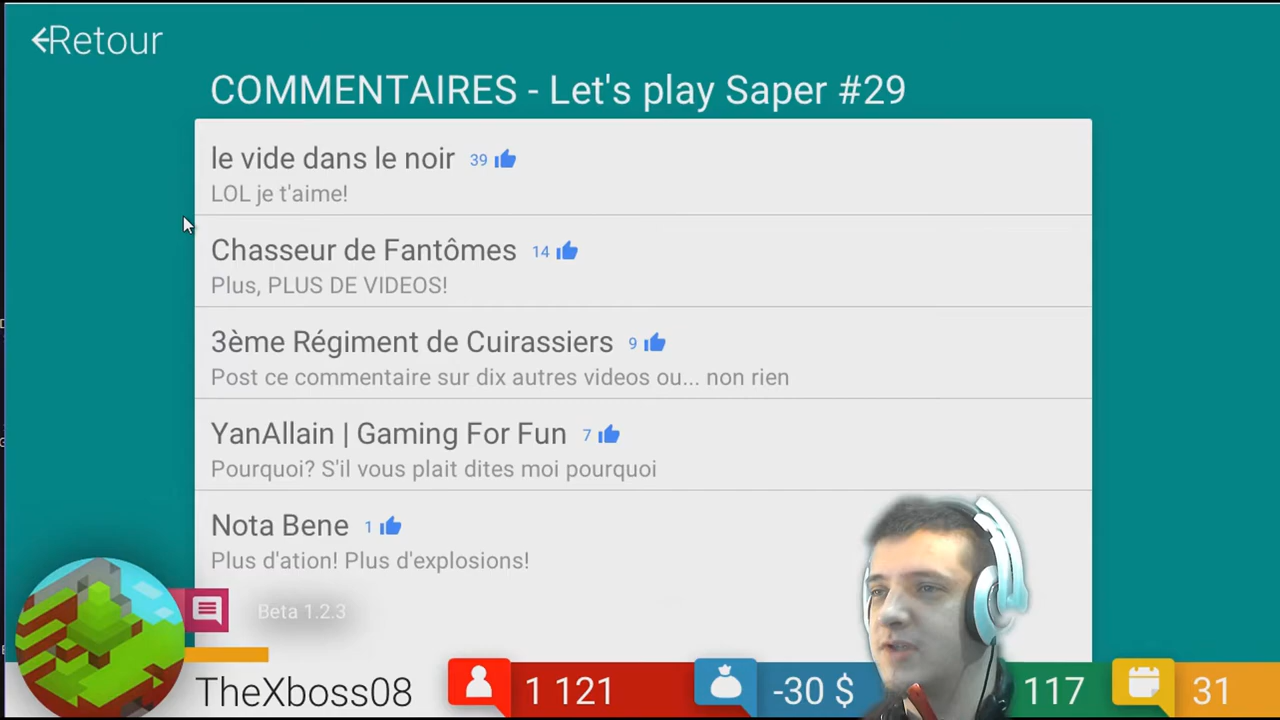 Retour
COMMENTAIRES - Let's play Saper #29
le vide dans le noir 39
LOL je t'aime!
Chasseur de Fantômes 14
Plus, PLUS DE VIDEOS!
3ème Régiment de Cuirassiers 9
Post ce commentaire sur dix autres videos ou... non rien
YanAllain | Gaming For Fun 7
Pourquoi? S'il vous plait dites moi pourquoi
Nota Bene 1
Plus d'ation! Plus d'explosions!
Beta 1.2.3
TheXboss08 1 121 -30 $ 117 31